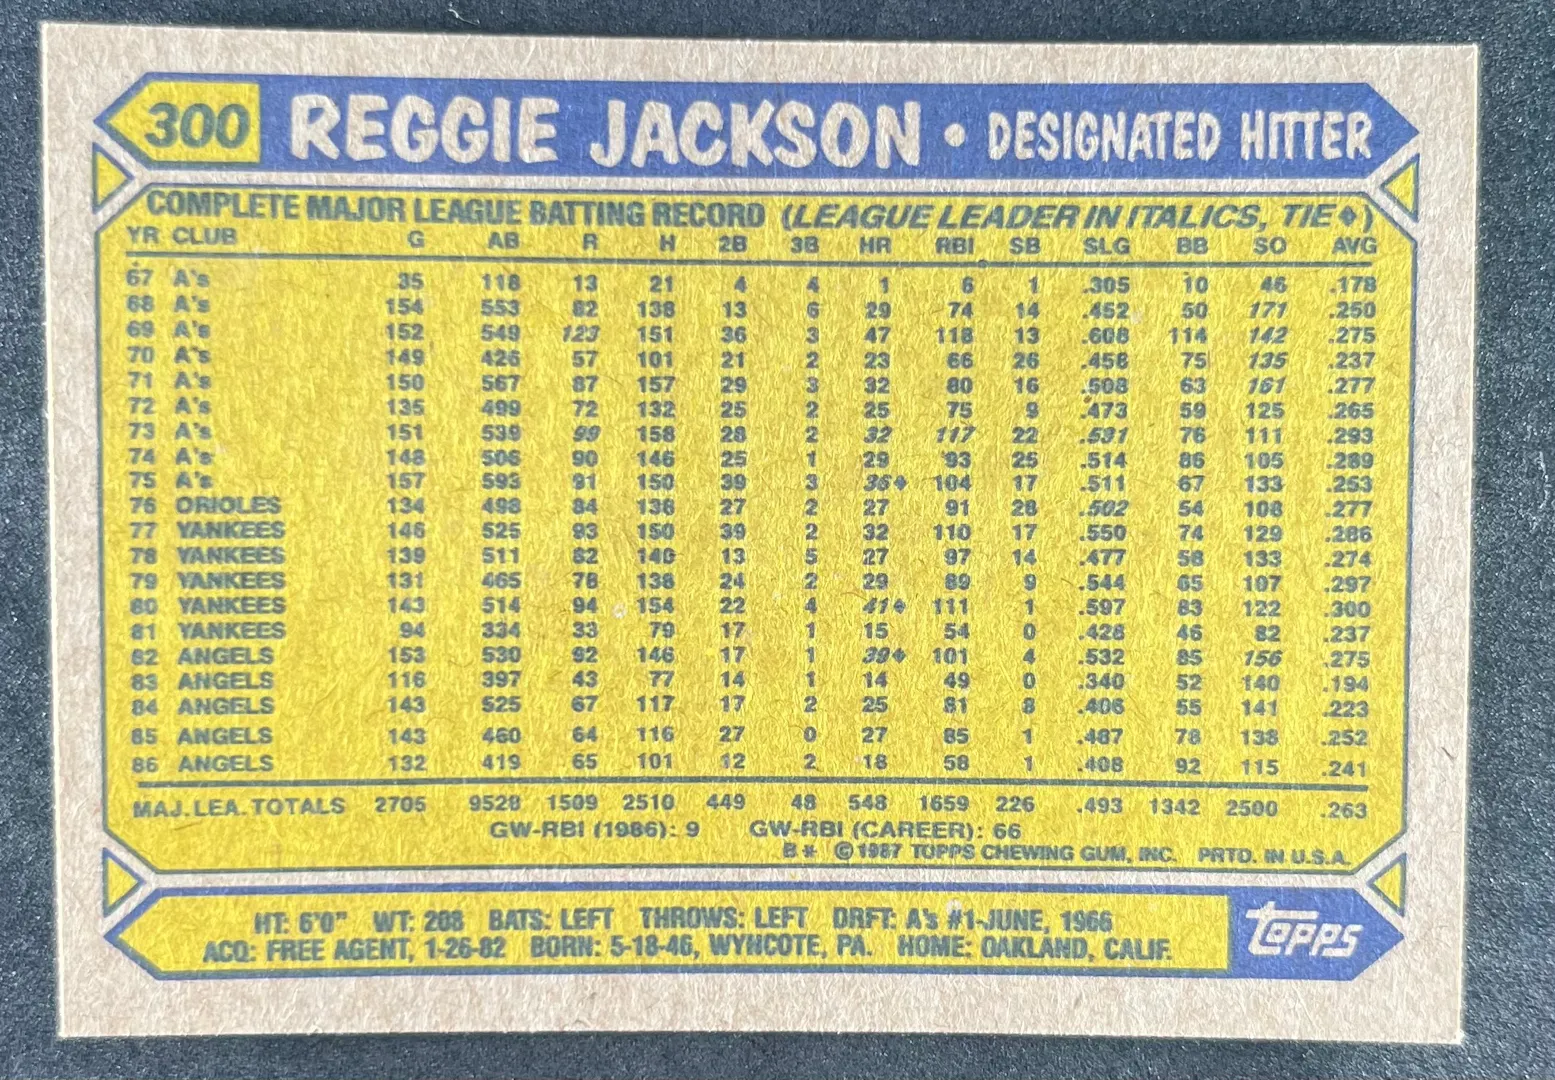 300 REGGIE JACKSON • DESIGNATED HITTER
COMPLETE MAJOR LEAGUE BATTING RECORD (LEAGUE LEADER IN ITALICS, TIE♦)
YR CLUB G AB R H 2B 3B HR RBI SB SLG BB SO AVG
67 A's 35 118 13 21 4 4 1 6 1 .305 10 46 .178
68 A's 154 553 82 138 13 6 29 74 14 .452 50 171 .250
69 A's 152 549 123 151 36 3 47 118 13 .608 114 142 .275
70 A's 149 426 57 101 21 2 23 66 26 .458 75 135 .237
71 A's 150 567 87 157 29 3 32 80 16 .508 63 161 .277
72 A's 135 499 72 132 25 2 25 75 9 .473 59 125 .265
73 A's 151 539 99 158 28 2 32 117 22 .531 76 111 .293
74 A's 148 506 90 146 25 1 29 93 25 .514 86 105 .289
75 A's 157 593 91 150 39 3 36♦ 104 17 .511 67 133 .253
76 ORIOLES 134 498 84 138 27 2 27 91 28 .502 54 108 .277
77 YANKEES 146 525 93 150 39 2 32 110 17 .550 74 129 .286
78 YANKEES 139 511 82 140 13 5 27 97 14 .477 58 133 .274
79 YANKEES 131 465 78 138 24 2 29 89 9 .544 65 107 .297
80 YANKEES 143 514 94 154 22 4 41♦ 111 1 .597 83 122 .300
81 YANKEES 94 334 33 79 17 1 15 54 0 .428 46 82 .237
82 ANGELS 153 530 92 146 17 1 39♦ 101 4 .532 85 156 .275
83 ANGELS 116 397 43 77 14 1 14 49 0 .340 52 140 .194
84 ANGELS 143 525 67 117 17 2 25 81 8 .406 55 141 .223
85 ANGELS 143 460 64 116 27 0 27 85 1 .487 78 138 .252
86 ANGELS 132 419 65 101 12 2 18 58 1 .408 92 115 .241
MAJ. LEA. TOTALS 2705 9528 1509 2510 449 48 548 1659 226 .493 1342 2500 .263
GW-RBI (1986): 9 GW-RBI (CAREER): 66
B* ©1987 TOPPS CHEWING GUM, INC. PRTD. IN U.S.A.
HT: 6'0" WT: 208 BATS: LEFT THROWS: LEFT DRFT: A's #1-JUNE, 1966
ACQ: FREE AGENT, 1-26-82 BORN: 5-18-46, WYNCOTE, PA. HOME: OAKLAND, CALIF.
topps